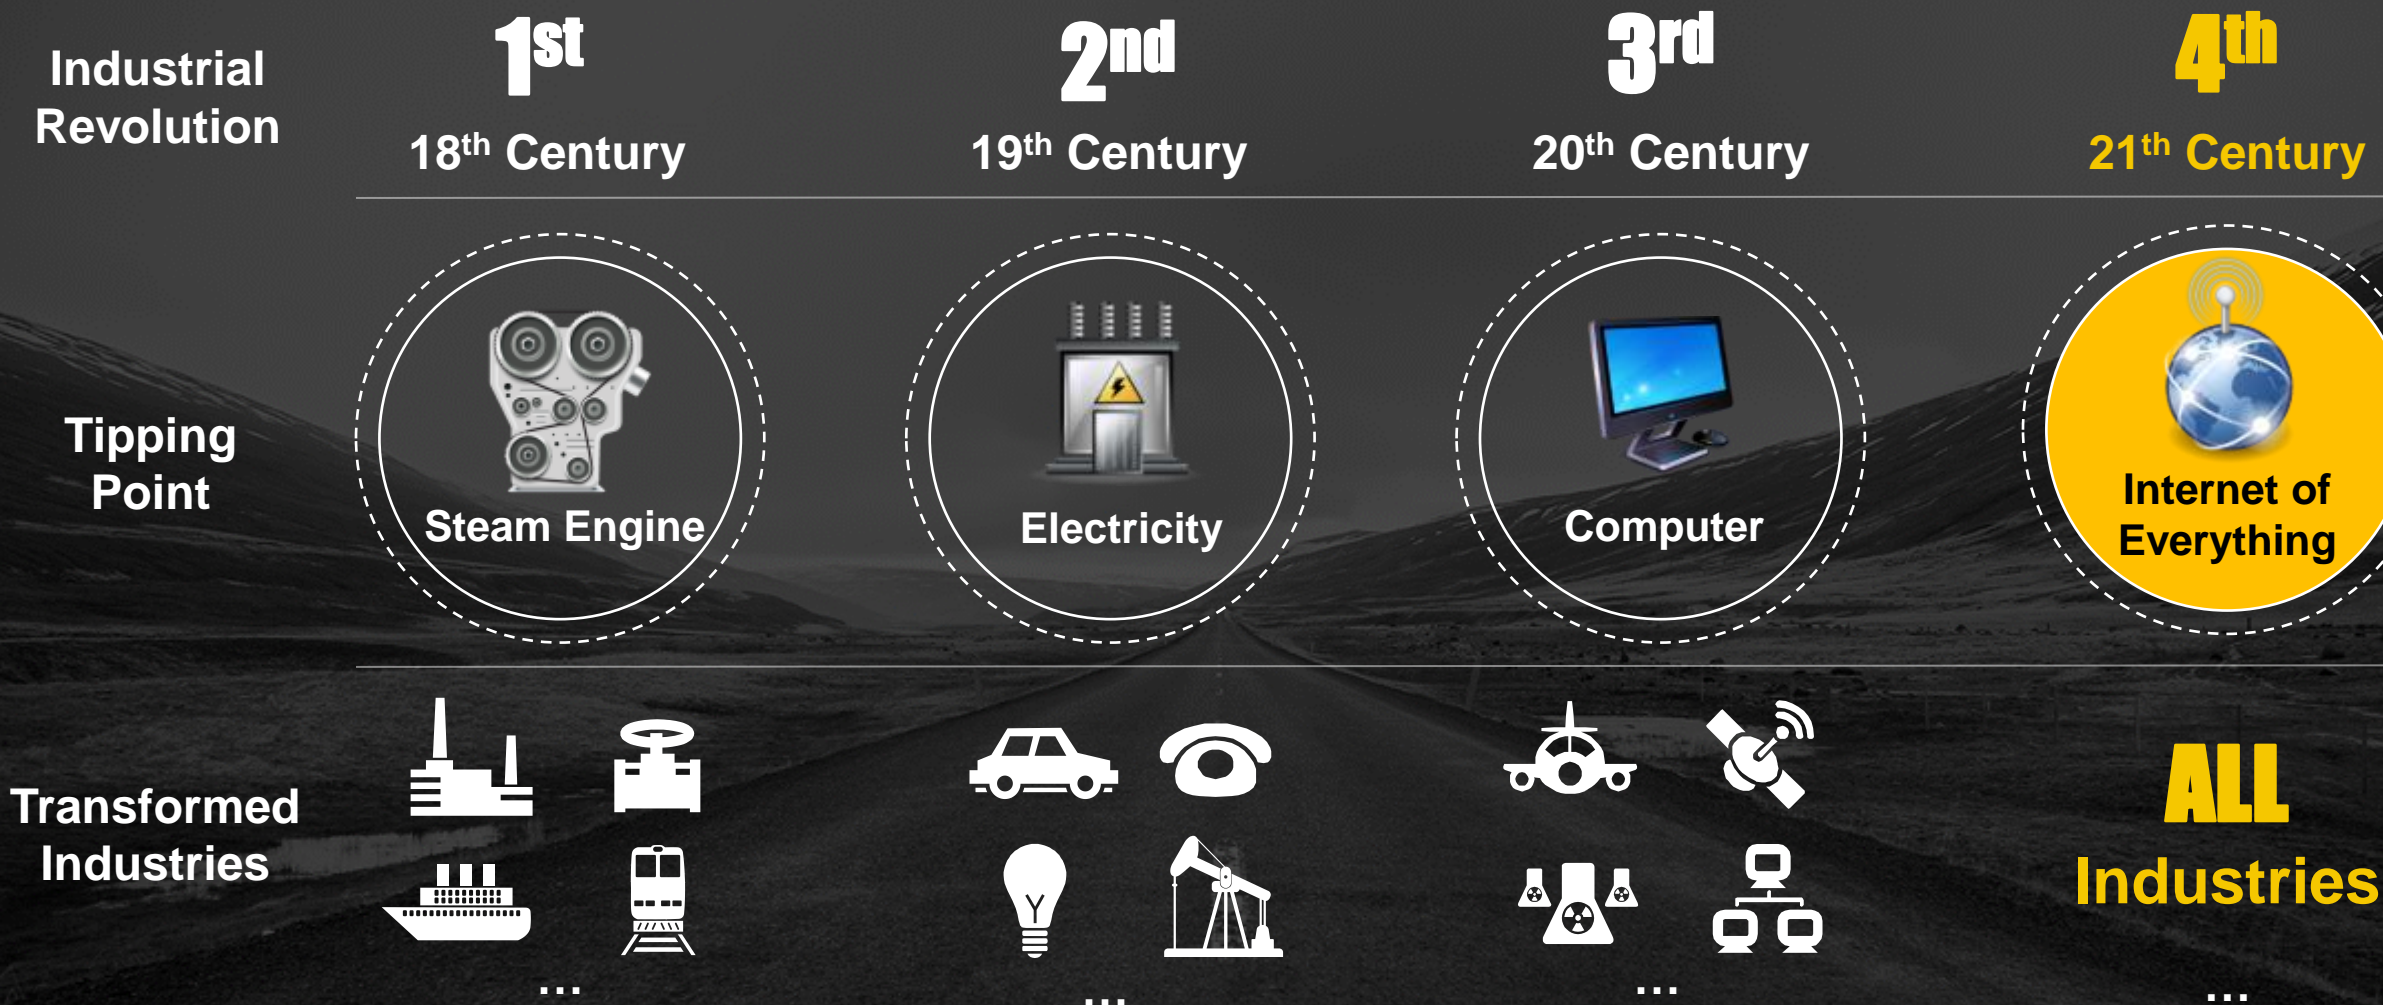 Industrial
Revolution
1st
2nd
3rd
4th
18th Century
19th Century
20th Century
21th Century
Tipping
Point
Steam Engine
Electricity
Computer
Internet of
Everything
Transformed
Industries
ALL
Industries
...
...
...
...